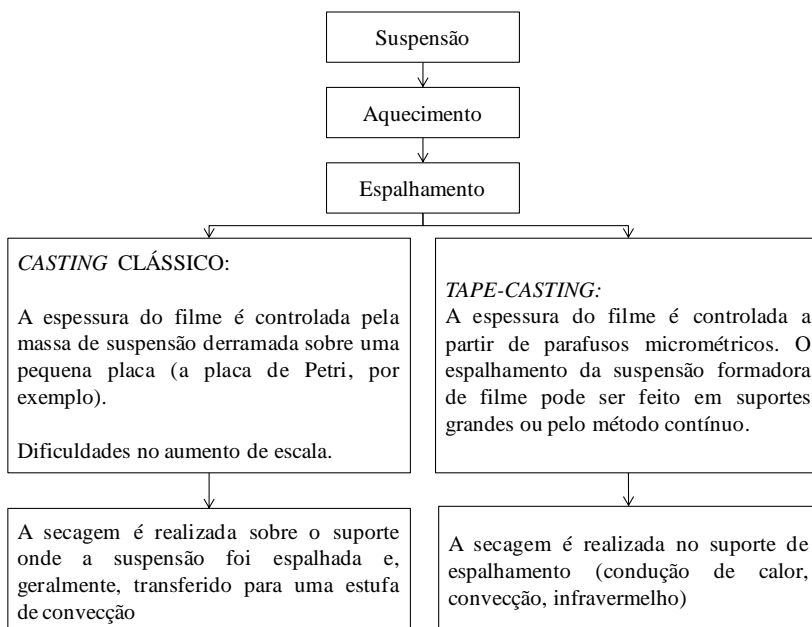 Suspensão
Aquecimento
Espalhamento
CASTING CLÁSSICO:
A espessura do filme é controlada pela
massa de suspensão derramada sobre uma
pequena placa (a placa de Petri, por
exemplo).
Dificuldades no aumento de escala.
TAPE-CASTING:
A espessura do filme é controlada a
partir de parafusos micrométricos. O
espalhamento da suspensão formadora
de filme pode ser feito em suportes
grandes ou pelo método contínuo.
A secagem é realizada sobre o suporte
onde a suspensão foi espalhada e,
geralmente, transferido para uma estufa
de convecção
A secagem é realizada no suporte de
espalhamento (condução de calor,
convecção, infravermelho)